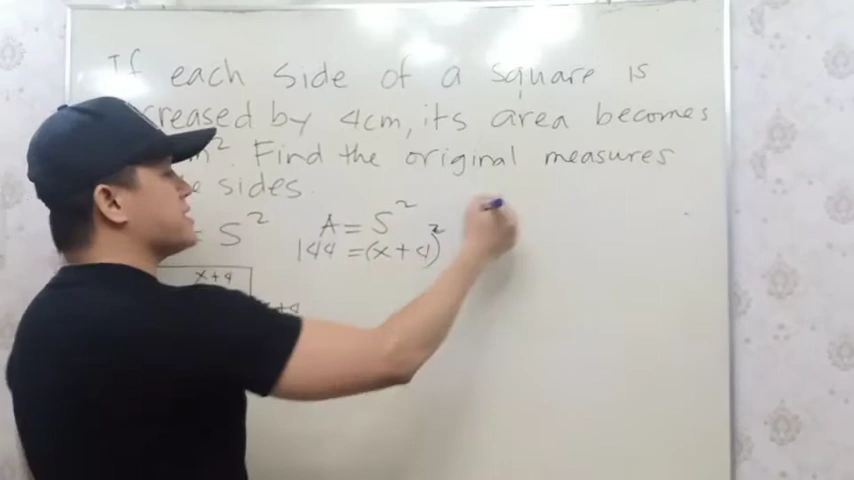 If each side of a square is
creased by 4cm, its area becomes
m². Find the original measures
sides.
= S² A = S²
144 = (x+4)²
x+4